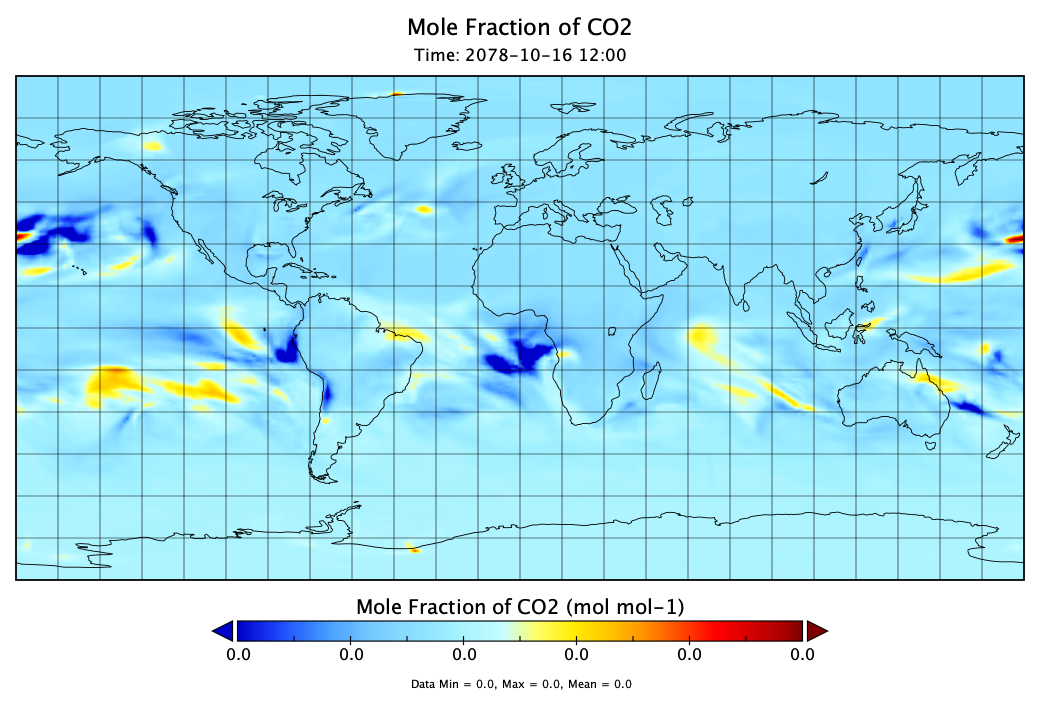 Mole Fraction of CO2
Time: 2078-10-16 12:00
Mole Fraction of CO2 (mol mol-1)
0.0 0.0 0.0 0.0 0.0 0.0
Data Min = 0.0, Max = 0.0, Mean = 0.0